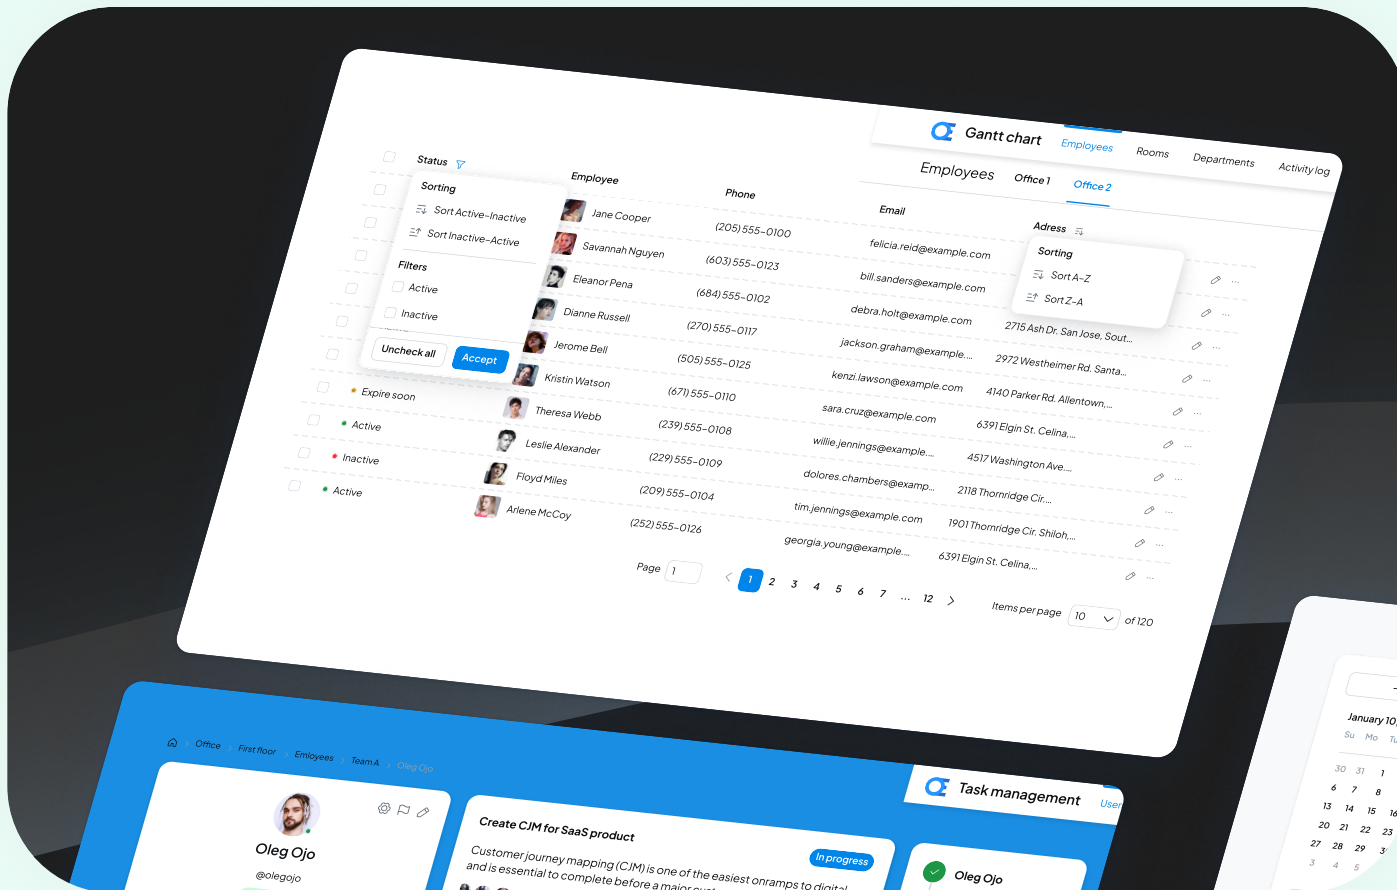 Gantt chart
Employees
Rooms
Departments
Activity log
Employees
Office 1
Office 2
Status
Employee
Phone
Email
Adress
Sorting
Sort Active-Inactive
Sort Inactive-Active
Filters
Active
Inactive
Uncheck all
Accept
Sorting
Sort A-Z
Sort Z-A
Jane Cooper (205) 555-0100 felicia.reid@example.com
Savannah Nguyen (603) 555-0123 bill.sanders@example.com
Eleanor Pena (684) 555-0102 debra.holt@example.com 2715 Ash Dr. San Jose, Sout...
Dianne Russell (270) 555-0117 jackson.graham@example.... 2972 Westheimer Rd. Santa...
Jerome Bell (505) 555-0125 kenzi.lawson@example.com 4140 Parker Rd. Allentown,...
Kristin Watson (671) 555-0110 sara.cruz@example.com 6391 Elgin St. Celina,...
Expire soon Theresa Webb (239) 555-0108 willie.jennings@example.... 4517 Washington Ave....
Active Leslie Alexander (229) 555-0109 dolores.chambers@examp... 2118 Thornridge Cir....
Inactive Floyd Miles (209) 555-0104 tim.jennings@example.com 1901 Thornridge Cir. Shiloh,...
Active Arlene McCoy (252) 555-0126 georgia.young@example.... 6391 Elgin St. Celina,...
Page 1
1 2 3 4 5 6 7 ... 12
Items per page 10 of 120
Office
First floor
Emloyees
Team A
Oleg Ojo
Task management
User
Oleg Ojo
@olegojo
Create CJM for SaaS product
In progress
Customer journey mapping (CJM) is one of the easiest onramps to digital
and is essential to complete before a major
Oleg Ojo
January 10,
Su Mo Tu
30 31 1
6 7 8
13 14 15 16
20 21 22 23
27 28 29
3 4 5